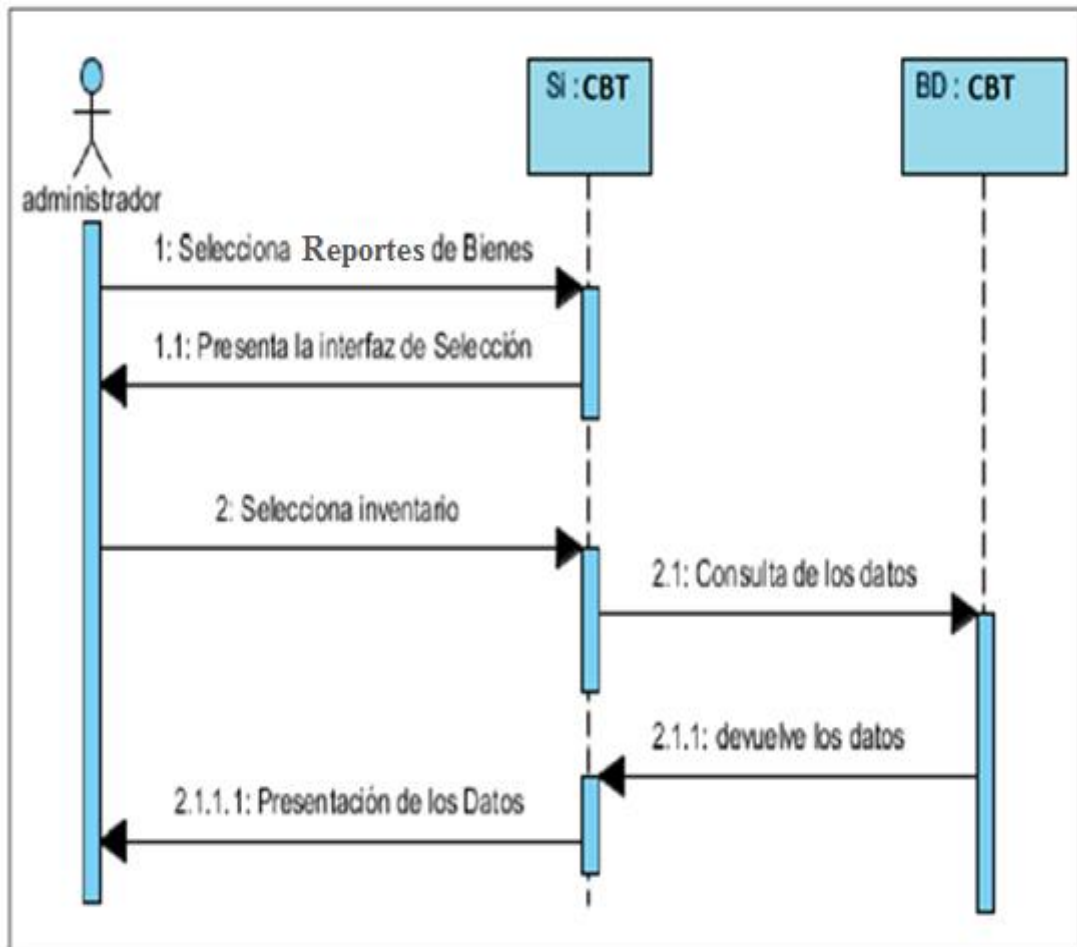 Si : CBT
BD : CBT
administrador
1: Selecciona Reportes de Bienes
1.1: Presenta la interfaz de Selección
2: Selecciona inventario
2.1: Consulta de los datos
2.1.1: devuelve los datos
2.1.1.1: Presentación de los Datos